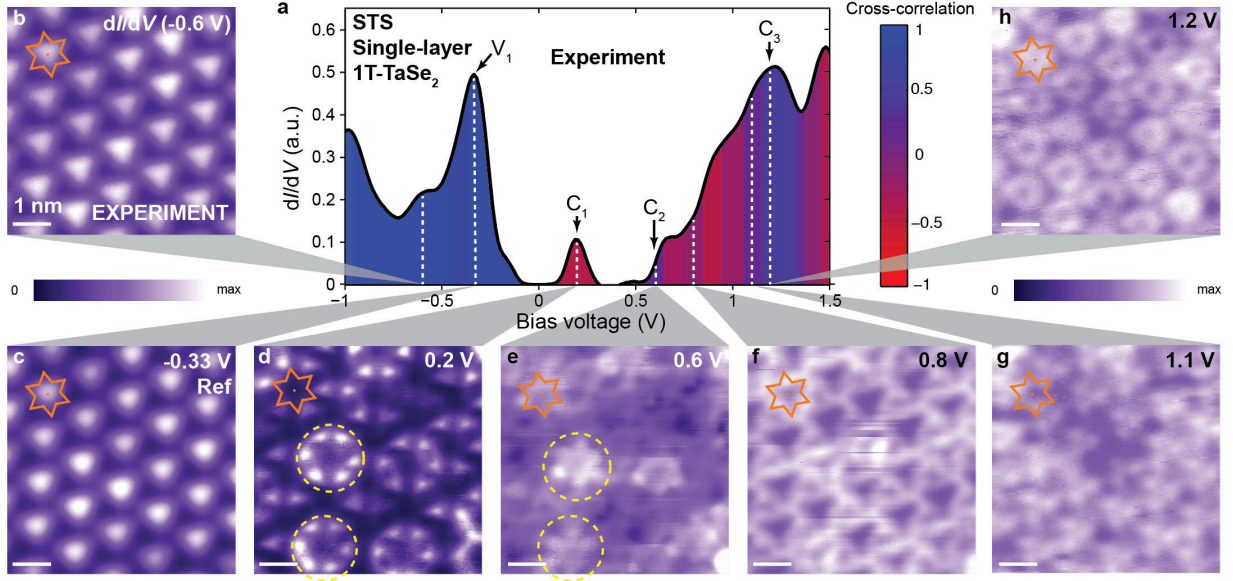 b
dI/dV (-0.6 V)
1 nm
EXPERIMENT
0
max
a
STS
Single-layer
1T-TaSe2
Experiment
V1
C1
C2
C3
dI/dV (a.u.)
0.6
0.5
0.4
0.3
0.2
0.1
0
-1
-0.5
0
0.5
1
1.5
Bias voltage (V)
Cross-correlation
1
0.5
0
-0.5
-1
h
1.2 V
0
max
c
-0.33 V
Ref
d
0.2 V
e
0.6 V
f
0.8 V
g
1.1 V